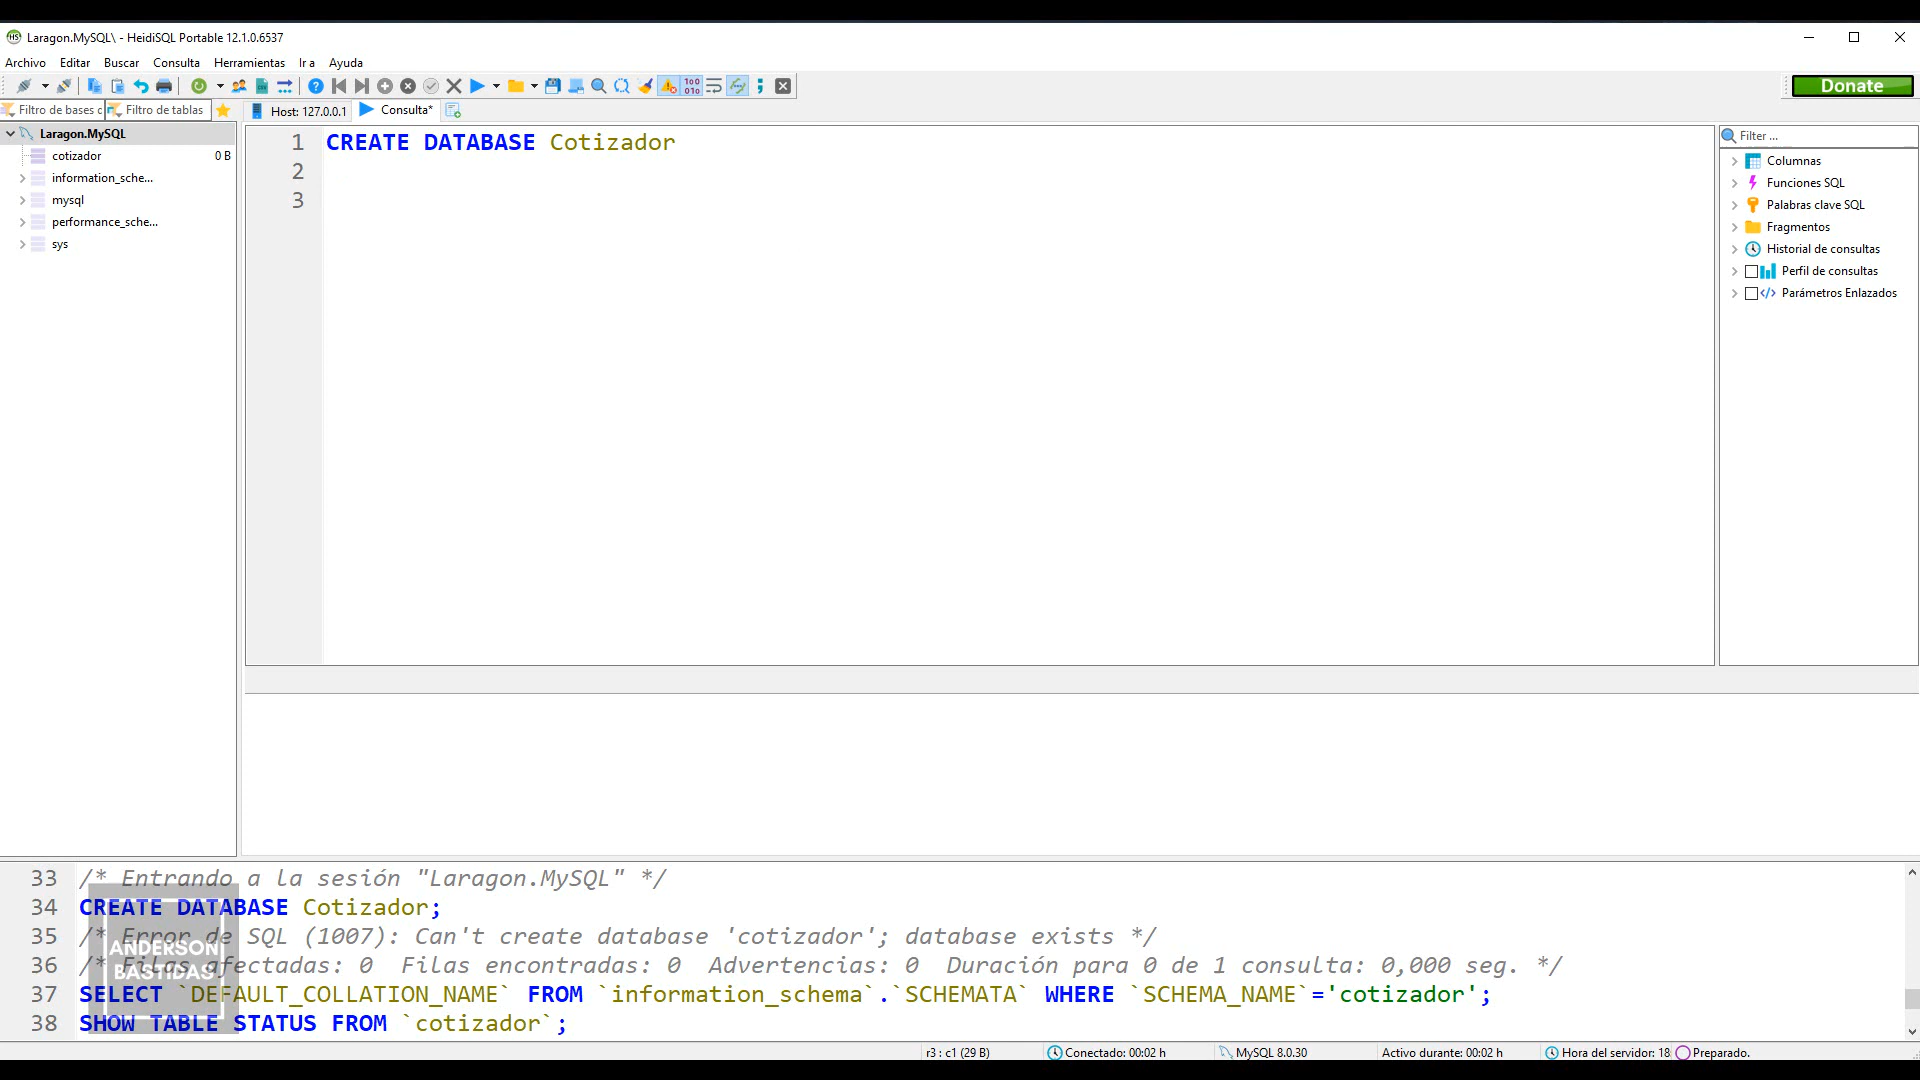 Laragon.MySQL\ - HeidiSQL Portable 12.1.0.6537
Archivo Editar Buscar Consulta Herramientas Ir a Ayuda
Donate
Filtro de bases c Filtro de tablas Host: 127.0.0.1 Consulta*
Laragon.MySQL
cotizador 0 B
information_sche...
mysql
performance_sche...
sys
1 CREATE DATABASE Cotizador
2
3
Filter ...
Columnas
Funciones SQL
Palabras clave SQL
Fragmentos
Historial de consultas
Perfil de consultas
Parámetros Enlazados
33 /* Entrando a la sesión "Laragon.MySQL" */
34 CREATE DATABASE Cotizador;
35 /* Error de SQL (1007): Can't create database 'cotizador'; database exists */
36 /* Filas afectadas: 0 Filas encontradas: 0 Advertencias: 0 Duración para 0 de 1 consulta: 0,000 seg. */
37 SELECT `DEFAULT_COLLATION_NAME` FROM `information_schema`.`SCHEMATA` WHERE `SCHEMA_NAME`='cotizador';
38 SHOW TABLE STATUS FROM `cotizador`;
ANDERSON
BASTIDAS
r3 : c1 (29 B) Conectado: 00:02 h MySQL 8.0.30 Activo durante: 00:02 h Hora del servidor: 18 Preparado.